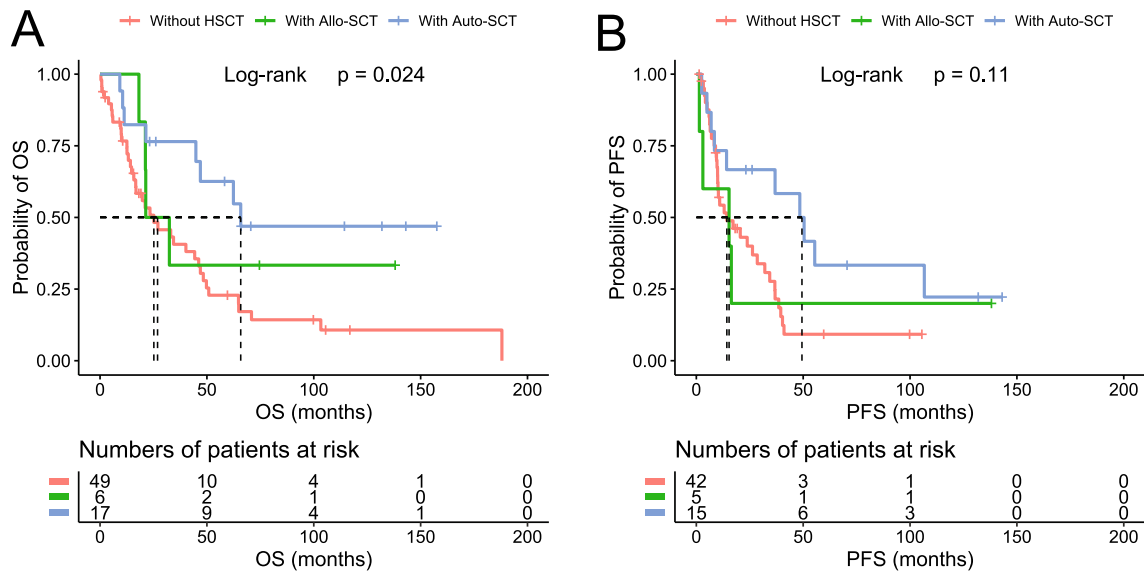 A
Without HSCT With Allo-SCT With Auto-SCT
Log-rank p = 0.024
Probability of OS
1.00
0.75
0.50
0.25
0.00
0 50 100 150 200
OS (months)
Numbers of patients at risk
49 10 4 1 0
6 2 1 0 0
17 9 4 1 0
0 50 100 150 200
OS (months)
B
Without HSCT With Allo-SCT With Auto-SCT
Log-rank p = 0.11
Probability of PFS
1.00
0.75
0.50
0.25
0.00
0 50 100 150 200
PFS (months)
Numbers of patients at risk
42 3 1 0 0
5 1 1 0 0
15 6 3 0 0
0 50 100 150 200
PFS (months)